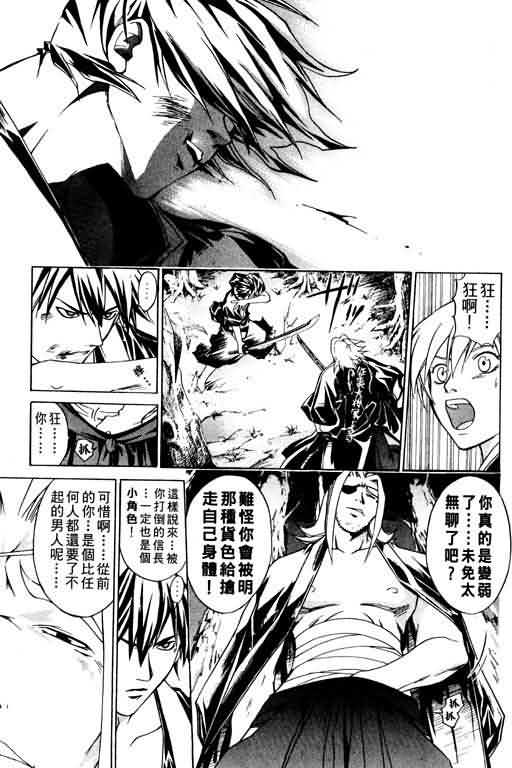 狂……
狂啊！
……
狂……
你……
抓
你真的是變弱
了……未免太
無聊了吧？
難怪你會被明
那種貨色給搶
走自己身體！
抓
抓
這樣說來…被
你打倒的信長
…一定也是個
小角色！
……
可惜啊……從前
的你…是個比任
何人都還要了不
起的男人呢……